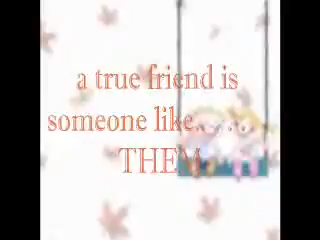 a true friend is
someone like. . . . . .
THEM